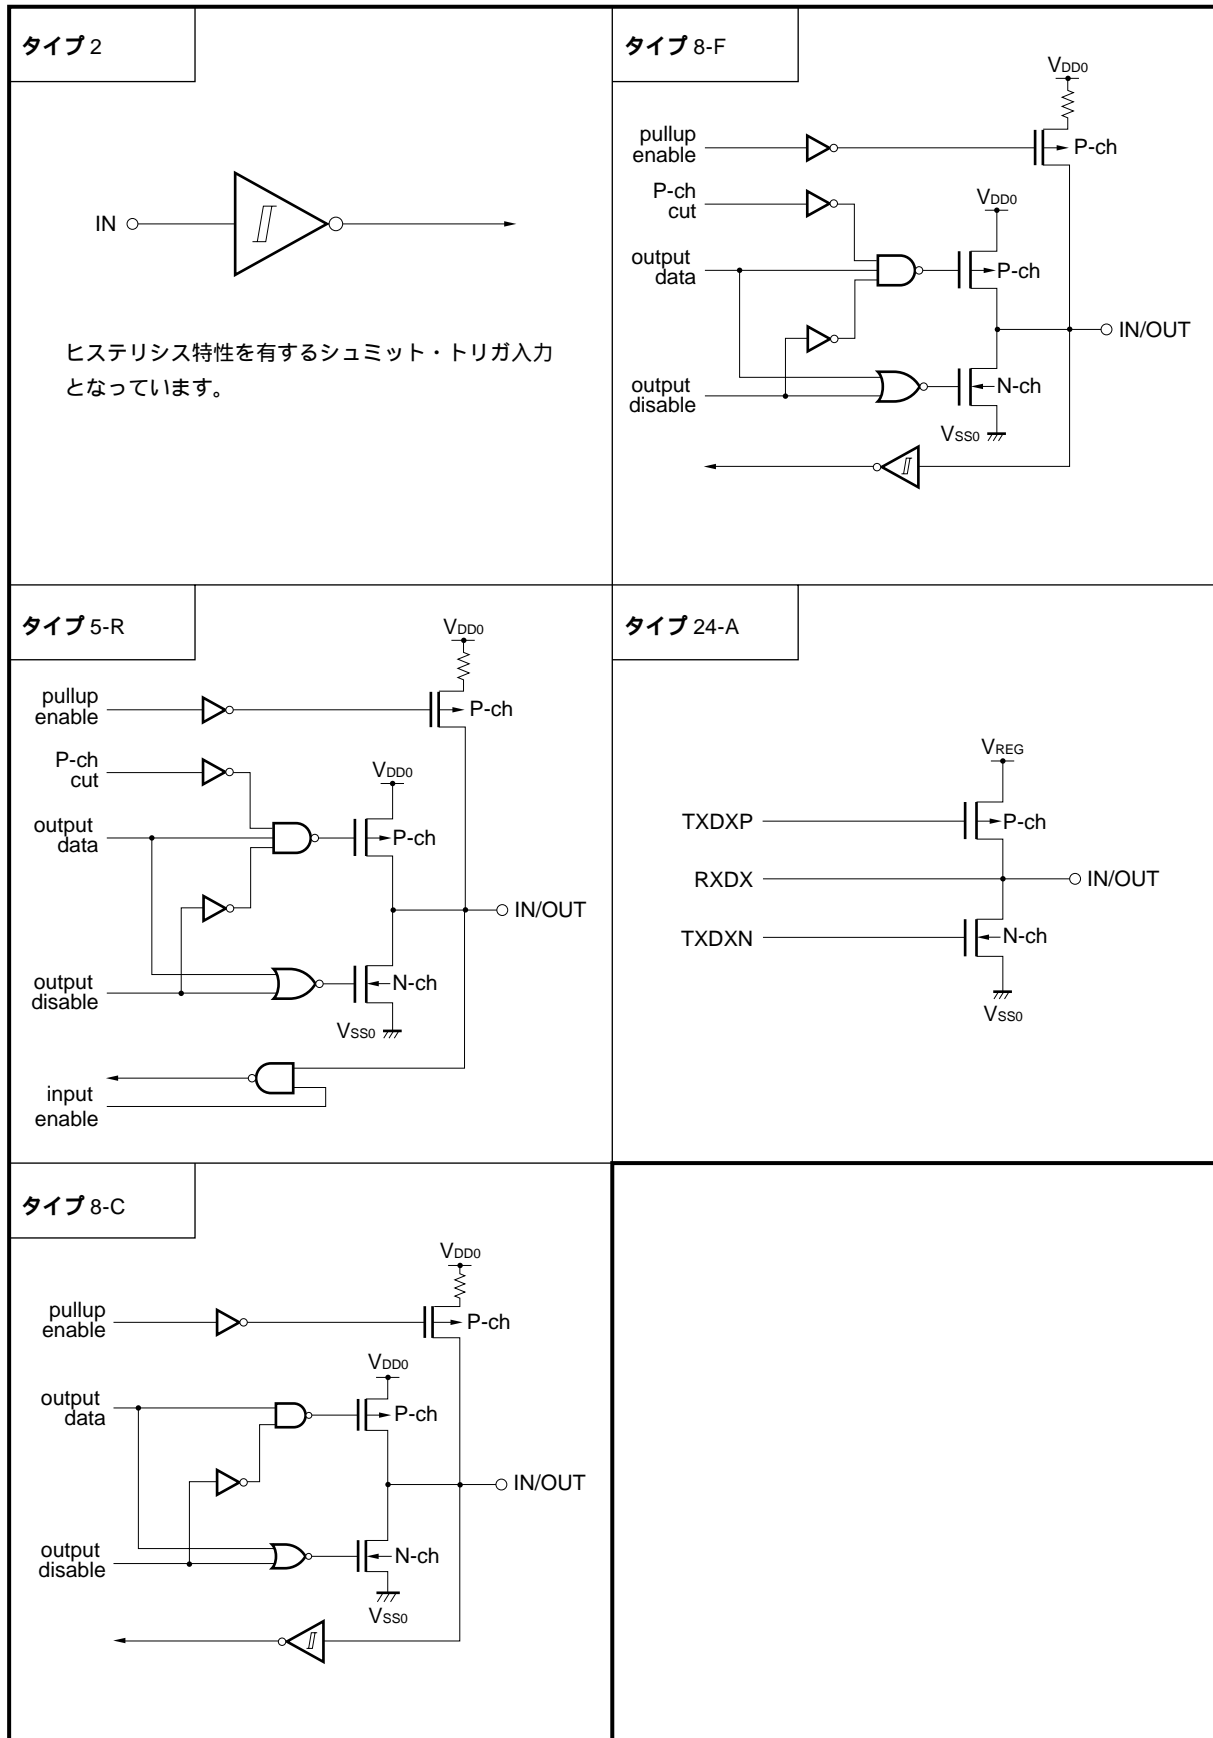 タイプ 2
IN
ヒステリシス特性を有するシュミット・トリガ入力
となっています。
タイプ 8-F
VDD0
pullup
enable
P-ch
P-ch
cut
VDD0
output
data
P-ch
IN/OUT
output
disable
N-ch
VSS0
タイプ 5-R
VDD0
pullup
enable
P-ch
P-ch
cut
VDD0
output
data
P-ch
IN/OUT
output
disable
N-ch
VSS0
input
enable
タイプ 24-A
VREG
TXDXP
P-ch
RXDX
IN/OUT
TXDXN
N-ch
VSS0
タイプ 8-C
VDD0
pullup
enable
P-ch
VDD0
output
data
P-ch
IN/OUT
output
disable
N-ch
VSS0